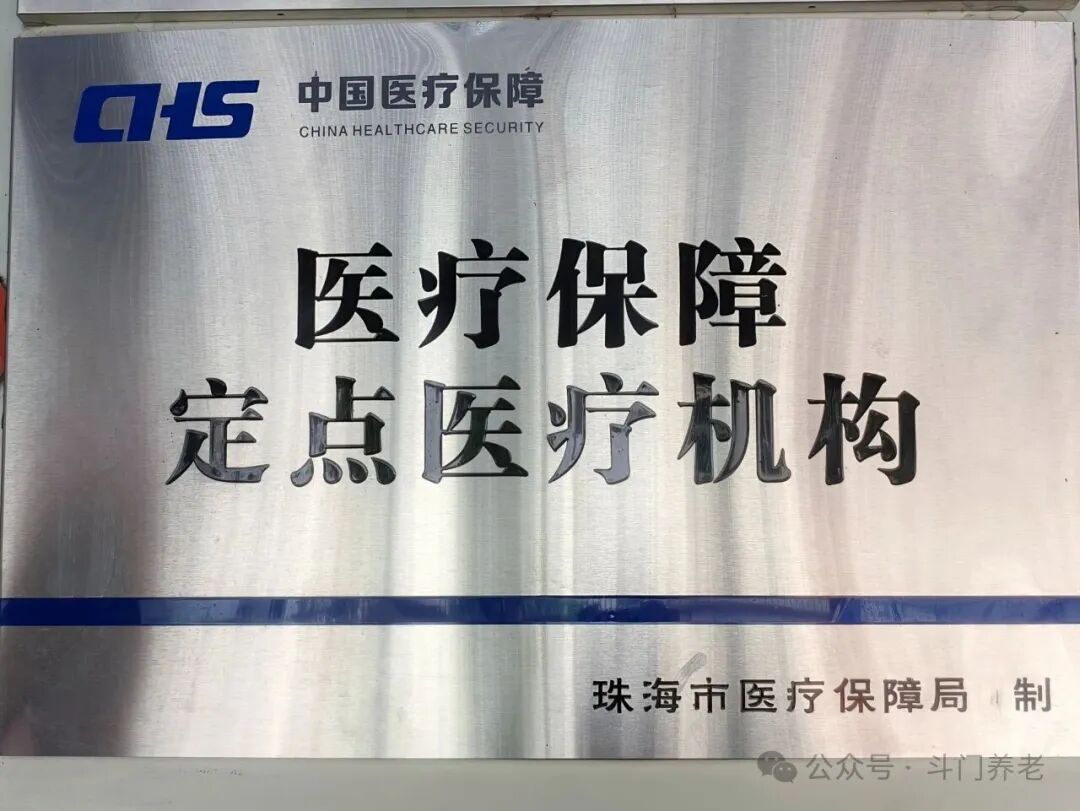 CHS 中国医疗保障
CHINA HEALTHCARE SECURITY
医疗保障
定点医疗机构
珠海市医疗保障局 制
公众号·斗门养老